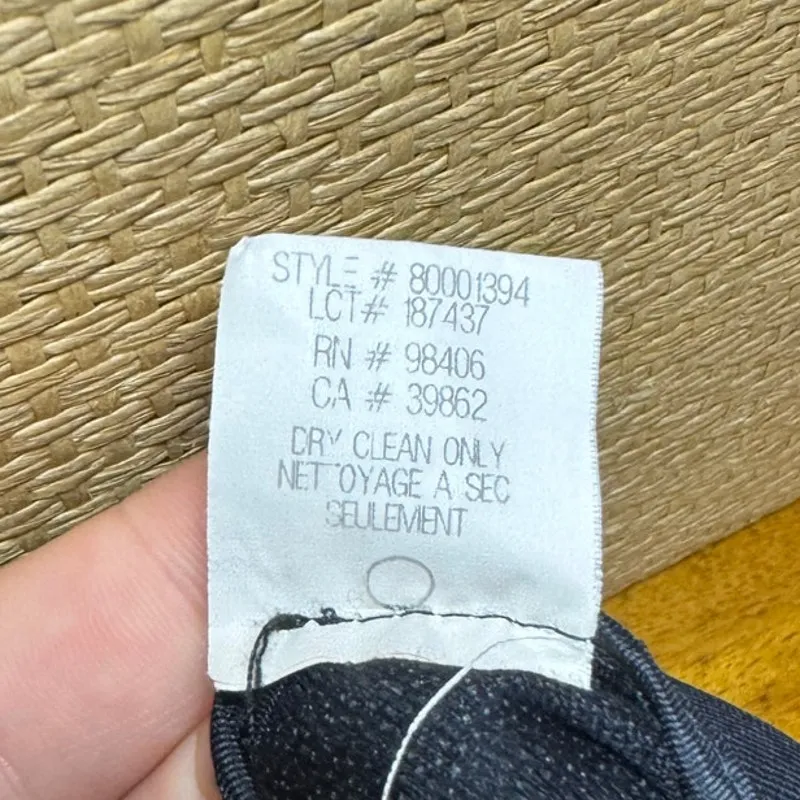 STYLE # 80001394
LCT# 187437
RN # 98406
CA # 39862
DRY CLEAN ONLY
NETTOYAGE A SEC
SEULEMENT